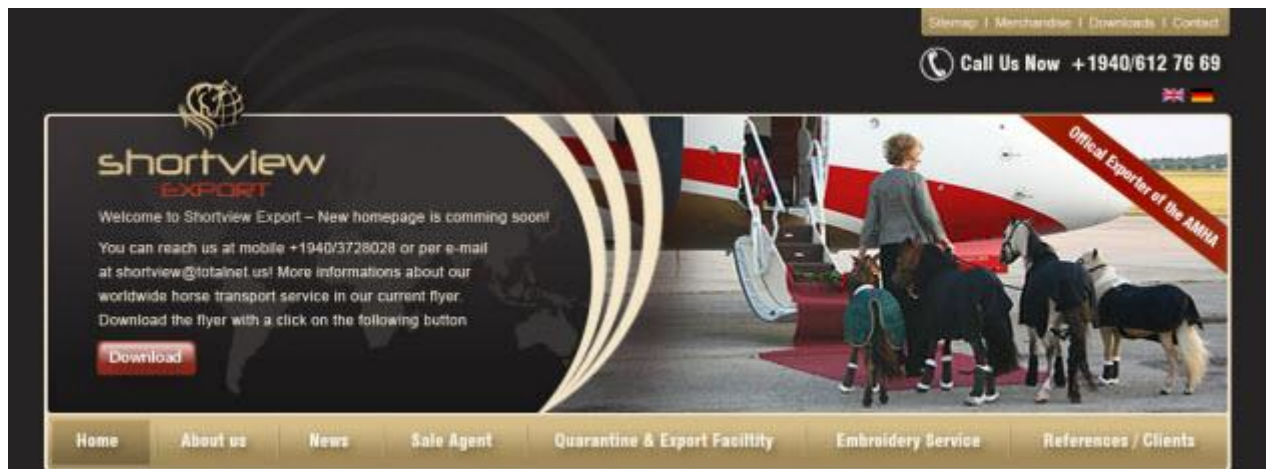 Sitemap | Merchandise | Downloads | Contact
Call Us Now +1940/612 76 69
shortview
EXPORT
Welcome to Shortview Export – New homepage is comming soon!
You can reach us at mobile +1940/3728028 or per e-mail
at shortview@totalnet.us! More informations about our
worldwide horse transport service in our current flyer.
Download the flyer with a click on the following button
Download
Offical Exporter of the AMHA
Home About us News Sale Agent Quarantine & Export Faciltity Embroidery Service References / Clients